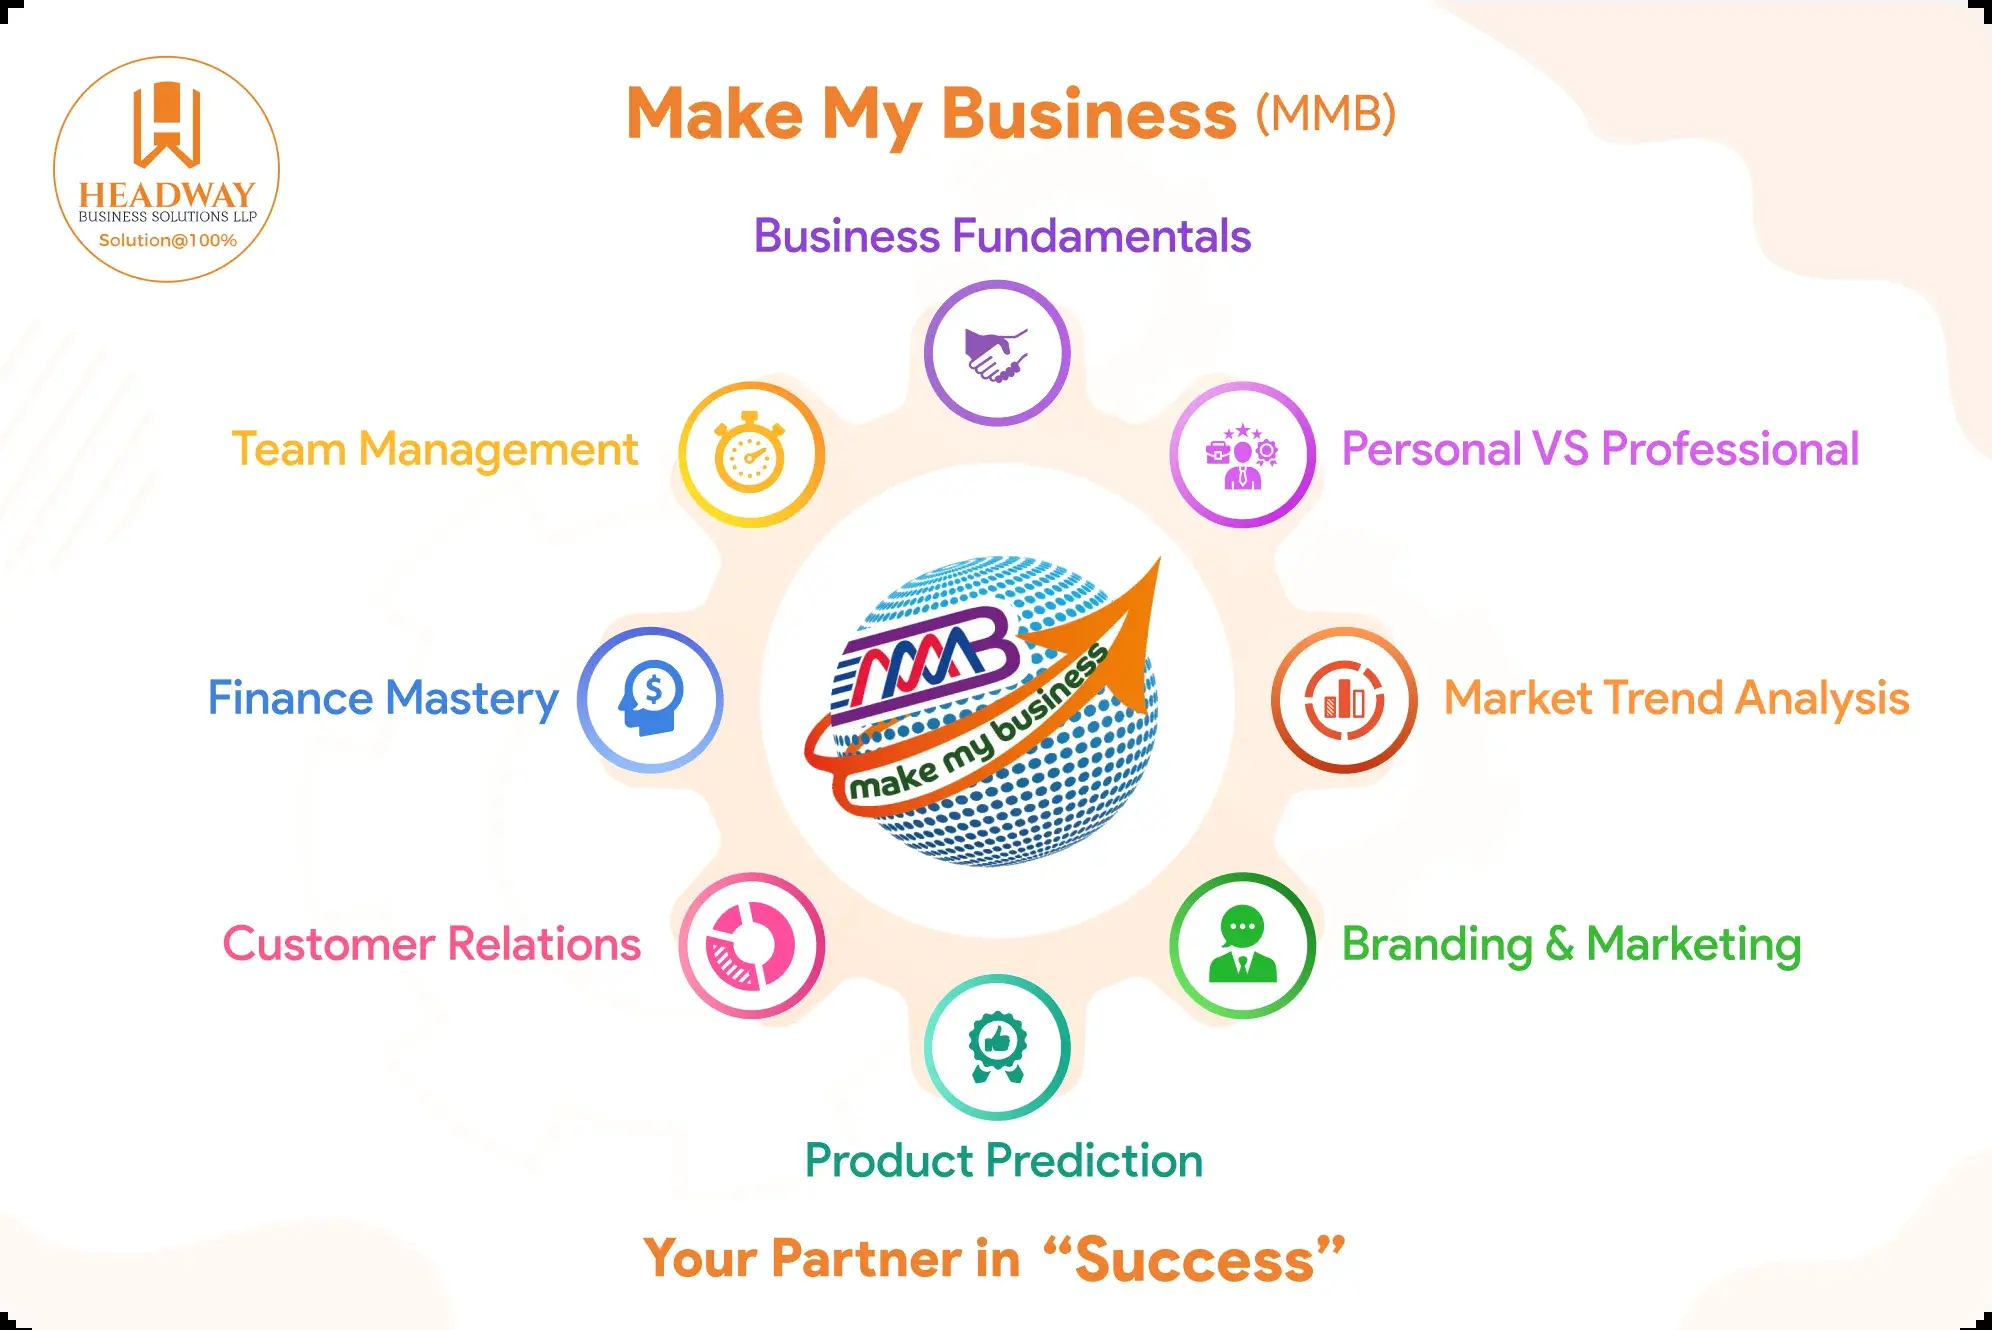 HEADWAY
BUSINESS SOLUTIONS LLP
Solution@100%
Make My Business (MMB)
Business Fundamentals
Team Management
Personal VS Professional
Finance Mastery
$
MMB
make my business
Market Trend Analysis
Customer Relations
Branding & Marketing
Product Prediction
Your Partner in “Success”